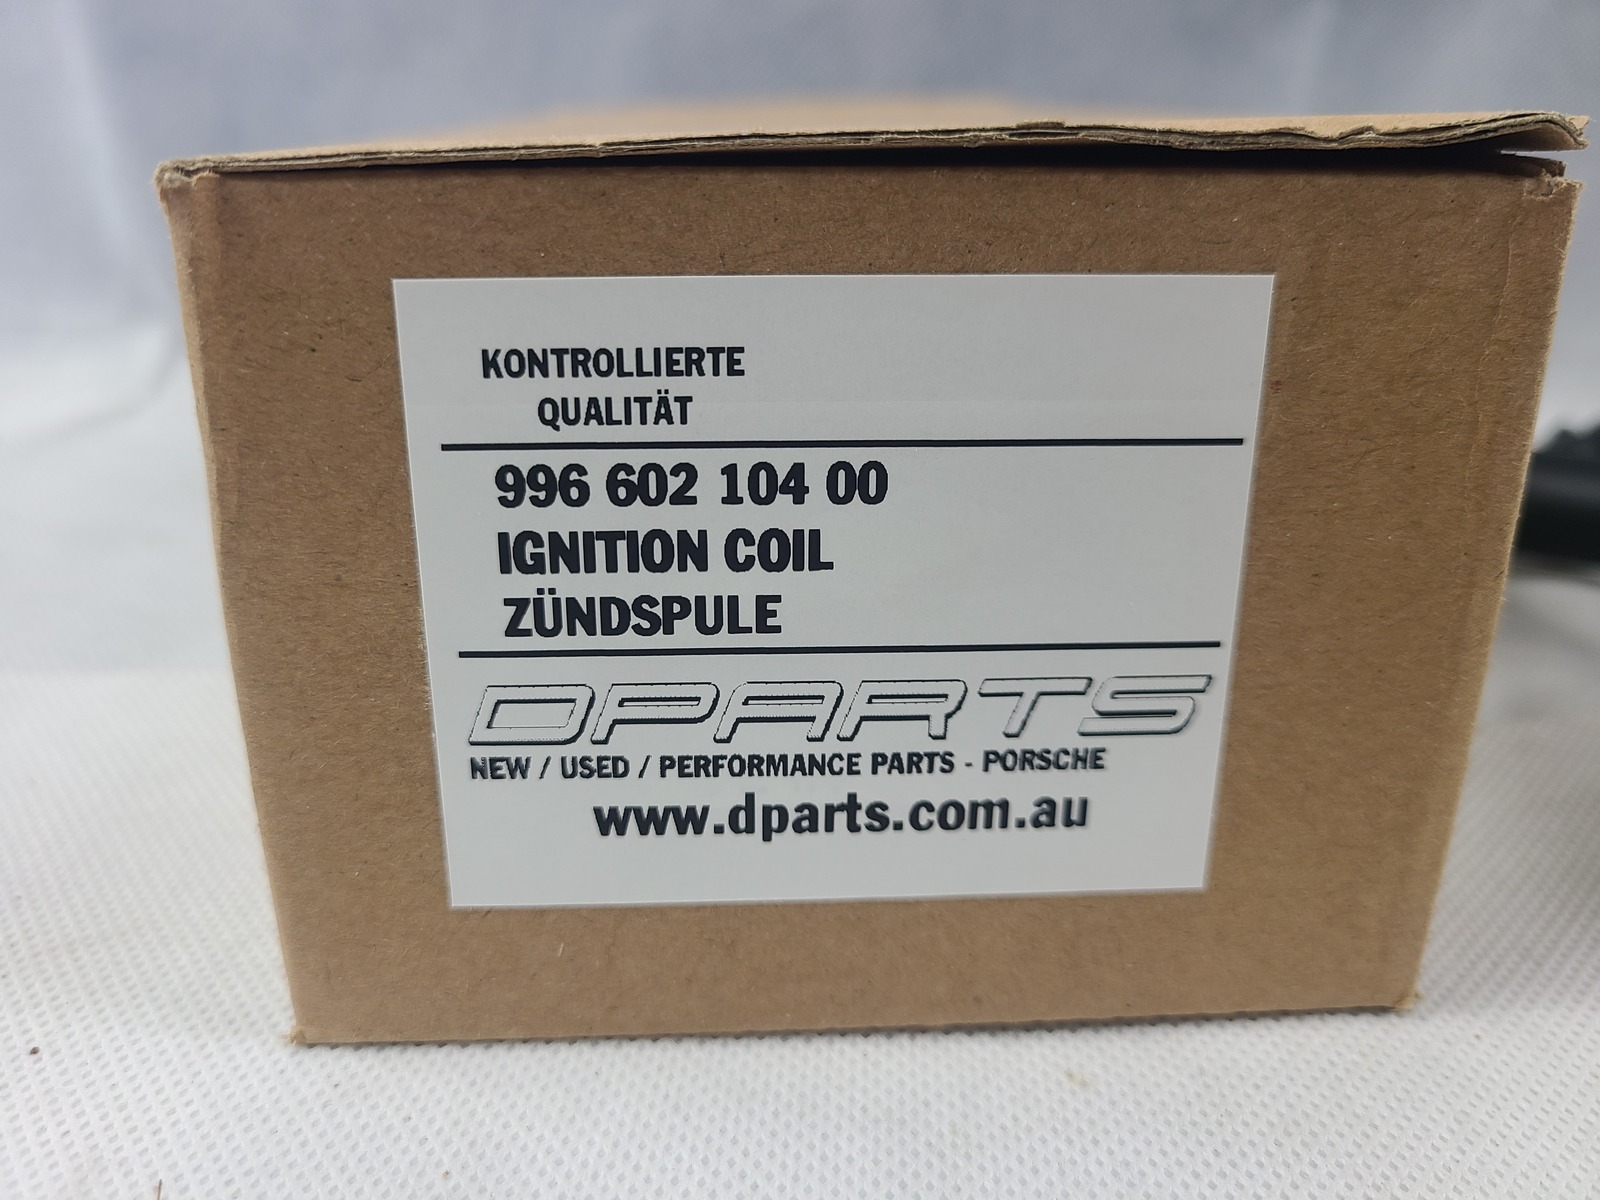 KONTROLLIERTE
QUALITÄT
996 602 104 00
IGNITION COIL
ZÜNDSPULE
DPARTS
NEW / USED / PERFORMANCE PARTS - PORSCHE
www.dparts.com.au